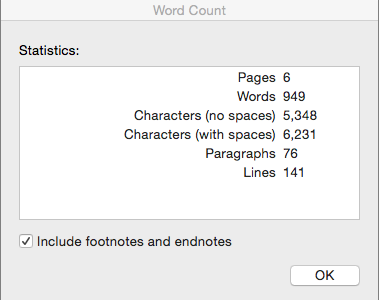 Word Count
Statistics:
Pages 6
Words 949
Characters (no spaces) 5,348
Characters (with spaces) 6,231
Paragraphs 76
Lines 141
Include footnotes and endnotes
OK